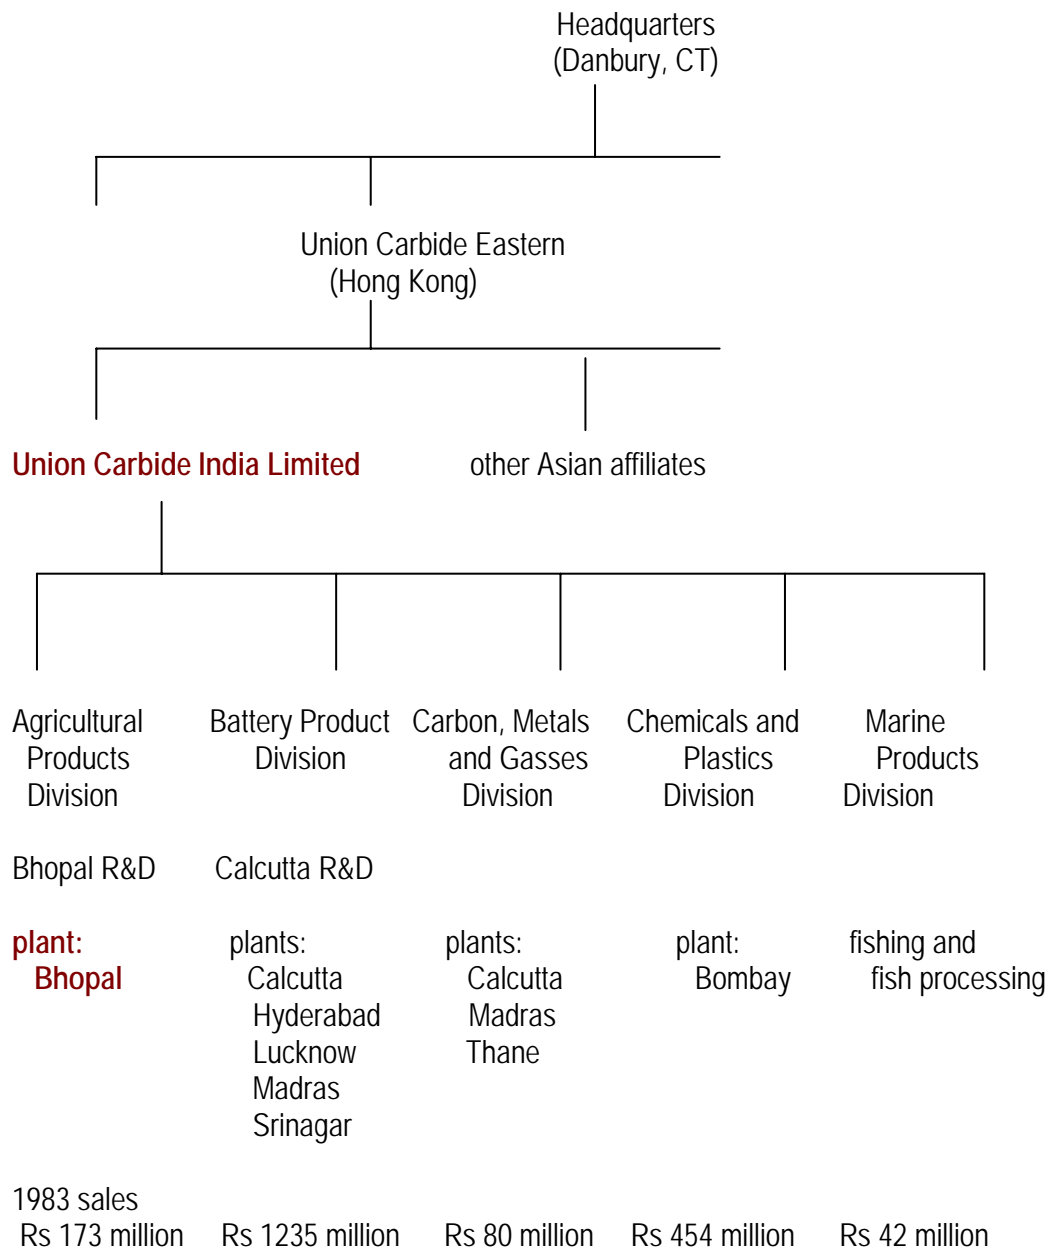 Headquarters
(Danbury, CT)
Union Carbide Eastern
(Hong Kong)
Union Carbide India Limited other Asian affiliates
Agricultural Battery Product Carbon, Metals Chemicals and Marine
Products Division and Gasses Plastics Products
Division Division Division Division
Bhopal R&D Calcutta R&D
plant: plants: plants: plant: fishing and
Bhopal Calcutta Calcutta Bombay fish processing
Hyderabad Madras
Lucknow Thane
Madras
Srinagar
1983 sales
Rs 173 million Rs 1235 million Rs 80 million Rs 454 million Rs 42 million